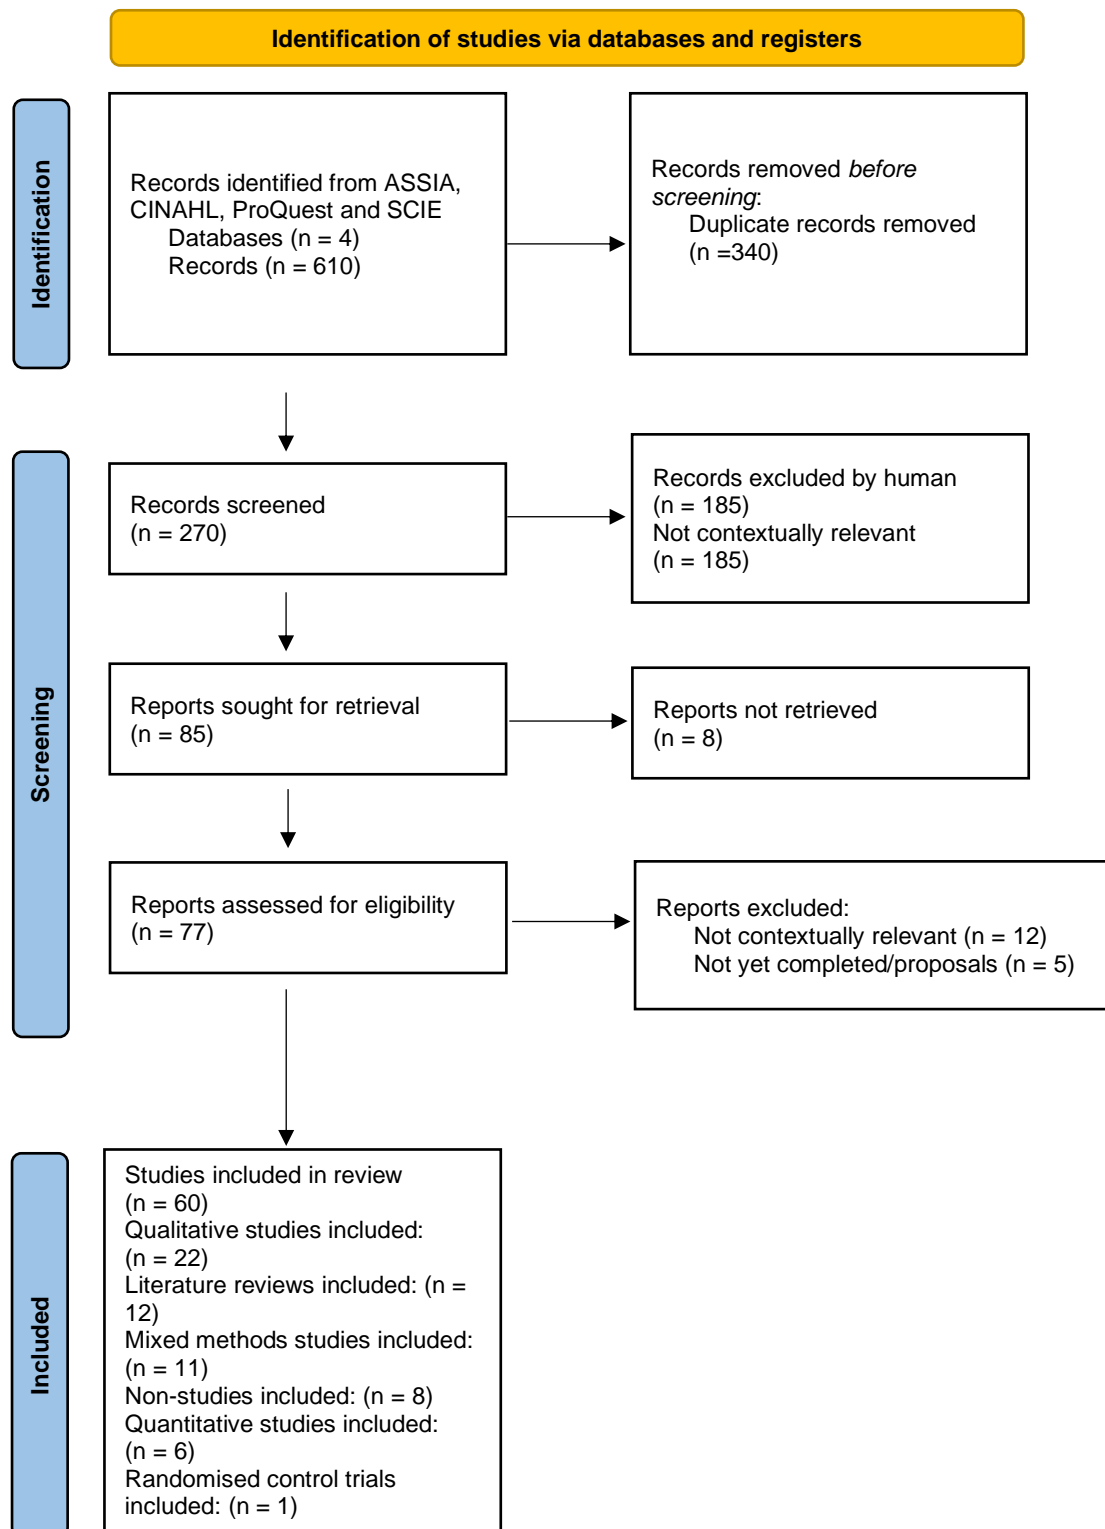 Identification of studies via databases and registers
Identification
Records identified from ASSIA,
CINAHL, ProQuest and SCIE
Databases (n = 4)
Records (n = 610)
Records removed before
screening:
Duplicate records removed
(n =340)
Screening
Records screened
(n = 270)
Records excluded by human
(n = 185)
Not contextually relevant
(n = 185)
Reports sought for retrieval
(n = 85)
Reports not retrieved
(n = 8)
Reports assessed for eligibility
(n = 77)
Reports excluded:
Not contextually relevant (n = 12)
Not yet completed/proposals (n = 5)
Included
Studies included in review
(n = 60)
Qualitative studies included:
(n = 22)
Literature reviews included: (n =
12)
Mixed methods studies included:
(n = 11)
Non-studies included: (n = 8)
Quantitative studies included:
(n = 6)
Randomised control trials
included: (n = 1)